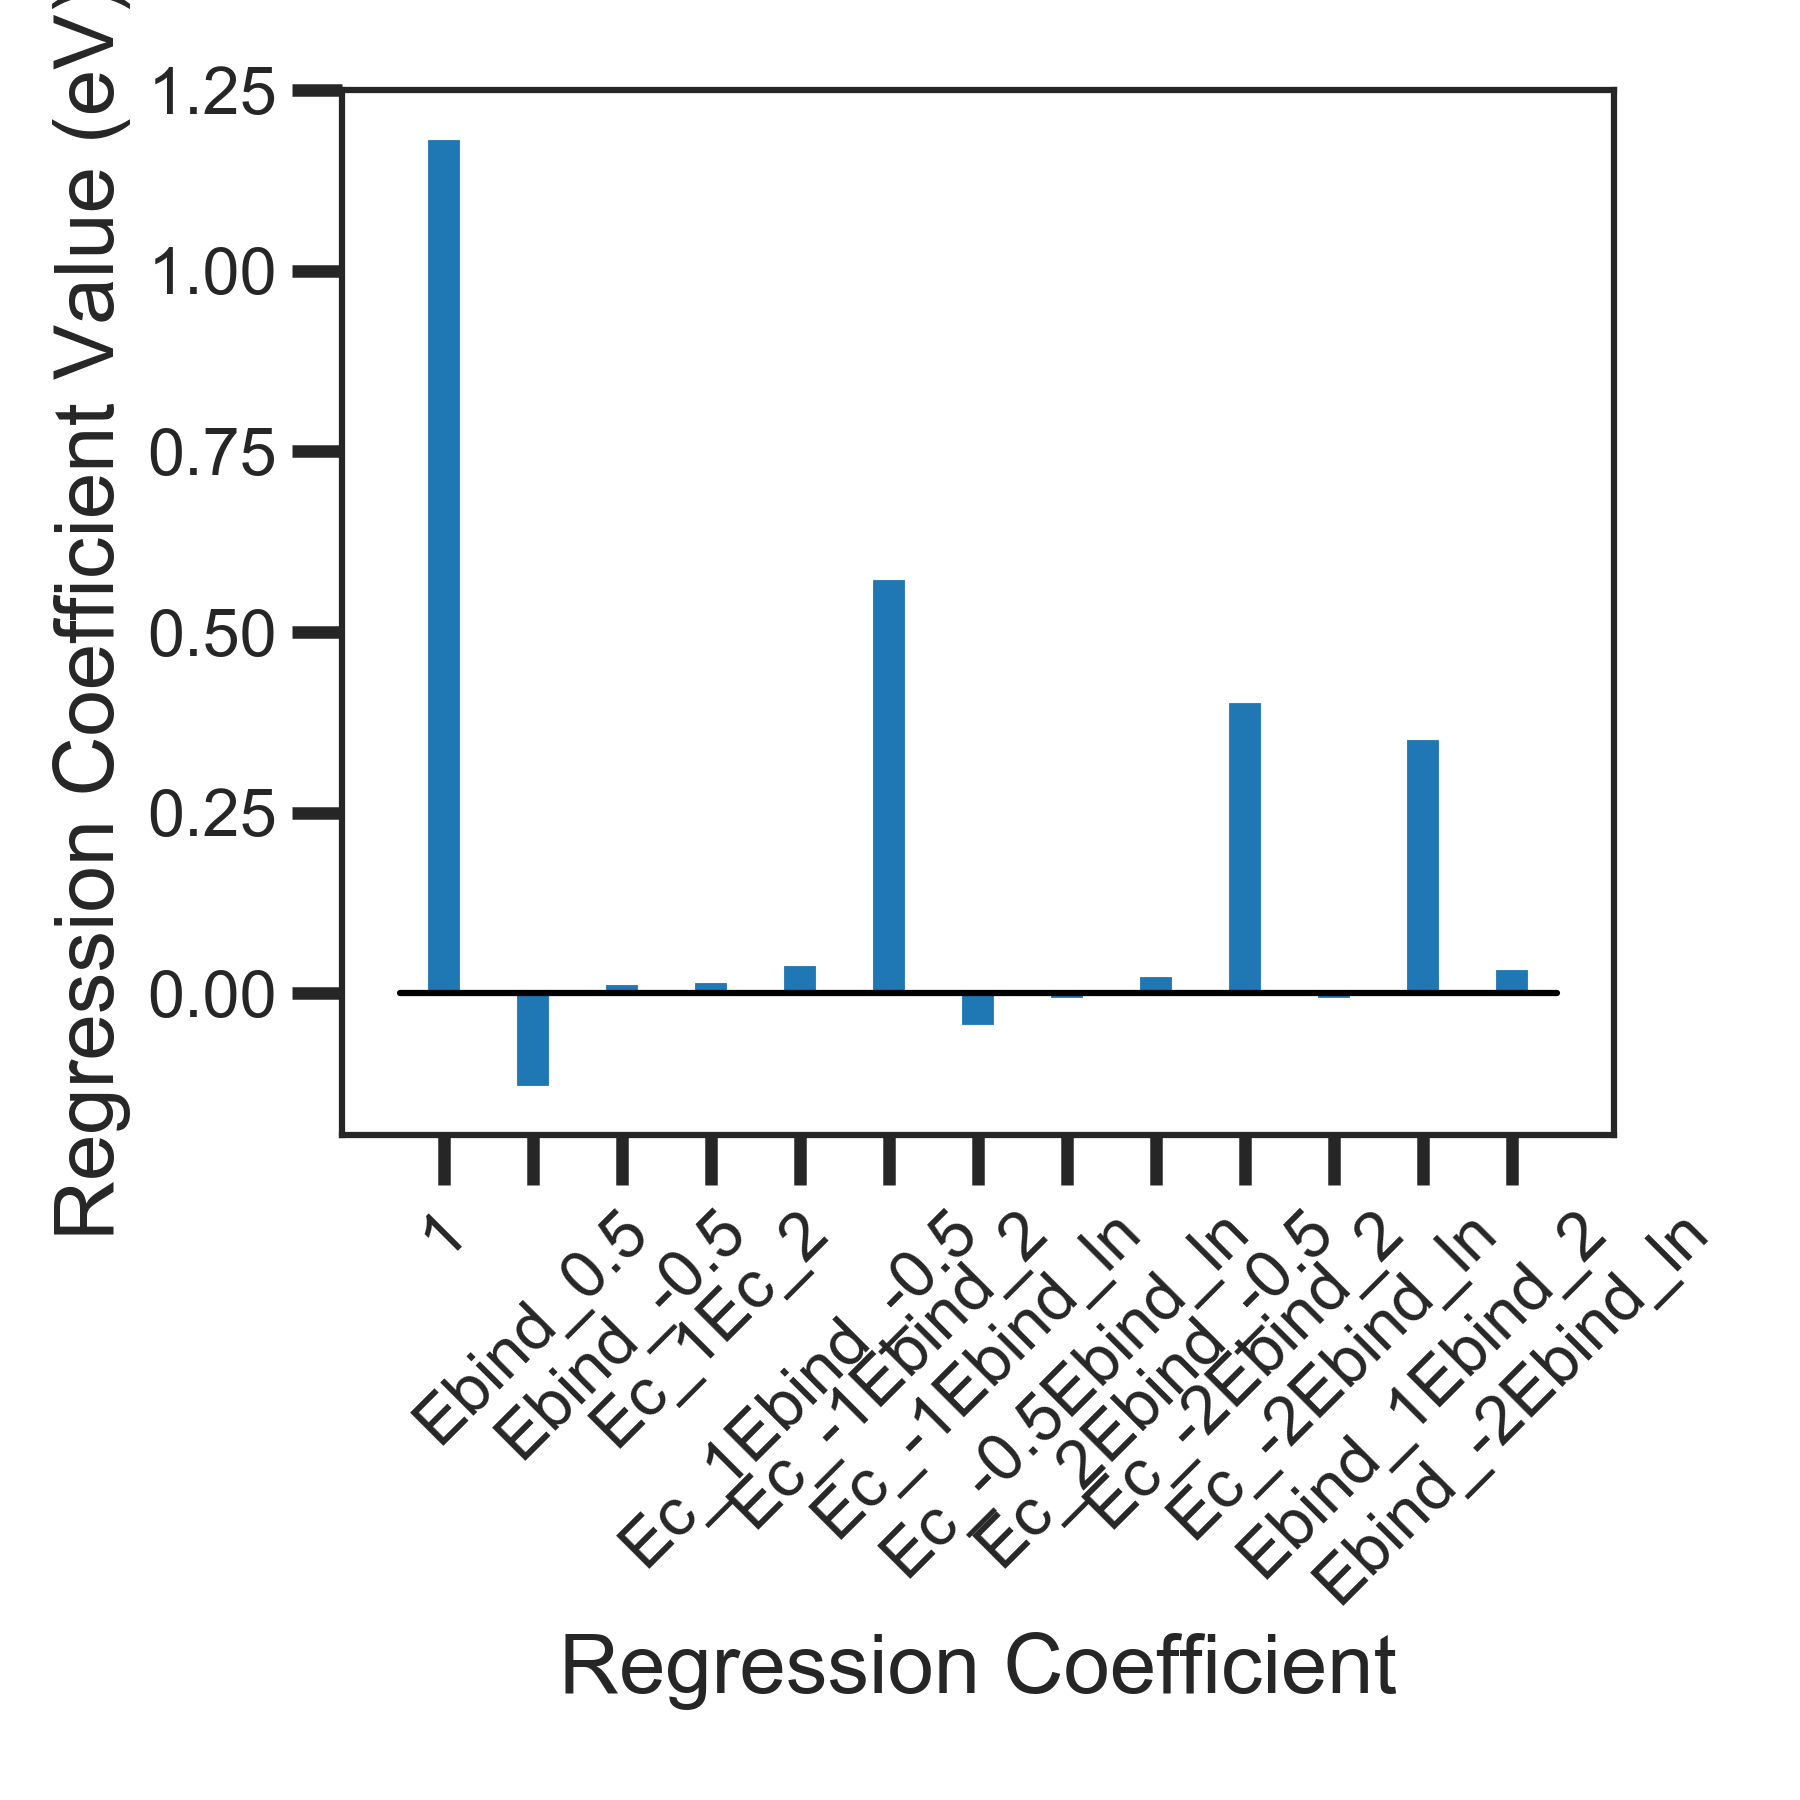 Regression Coefficient Value (eV)
1.25
1.00
0.75
0.50
0.25
0.00
1
Ebind_0.5
Ebind_-0.5
Ec_1Ec_2
Ec_1Ebind_-0.5
Ec_-1Ebind_2
Ec_-1Ebind_ln
Ec_-0.5Ebind_ln
Ec_2Ebind_-0.5
Ec_-2Ebind_2
Ec_-2Ebind_ln
Ebind_1Ebind_2
Ebind_-2Ebind_ln
Regression Coefficient